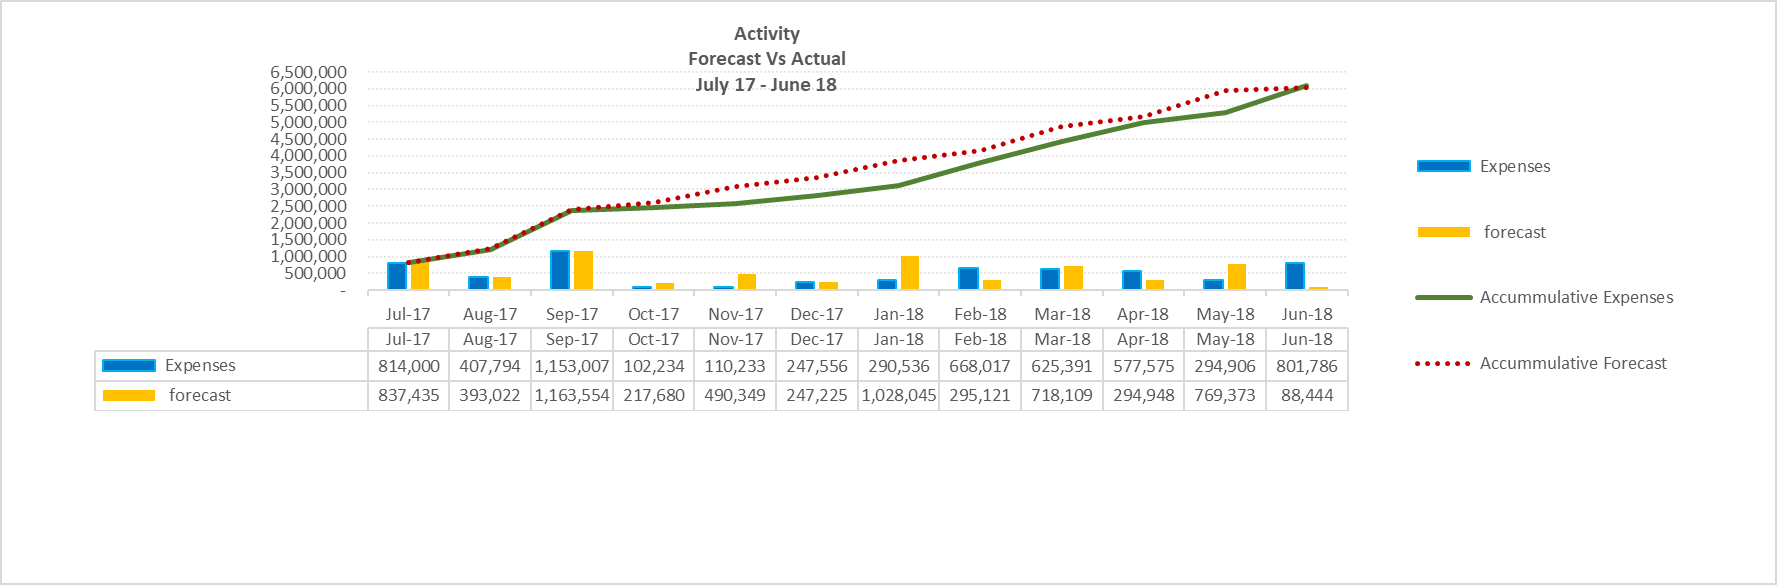 Activity
Forecast Vs Actual
July 17 - June 18
6,500,000
6,000,000
5,500,000
5,000,000
4,500,000
4,000,000
3,500,000
3,000,000
2,500,000
2,000,000
1,500,000
1,000,000
500,000
-
Jul-17 Aug-17 Sep-17 Oct-17 Nov-17 Dec-17 Jan-18 Feb-18 Mar-18 Apr-18 May-18 Jun-18
Jul-17 Aug-17 Sep-17 Oct-17 Nov-17 Dec-17 Jan-18 Feb-18 Mar-18 Apr-18 May-18 Jun-18
Expenses 814,000 407,794 1,153,007 102,234 110,233 247,556 290,536 668,017 625,391 577,575 294,906 801,786
forecast 837,435 393,022 1,163,554 217,680 490,349 247,225 1,028,045 295,121 718,109 294,948 769,373 88,444
Expenses
forecast
Accummulative Expenses
Accummulative Forecast